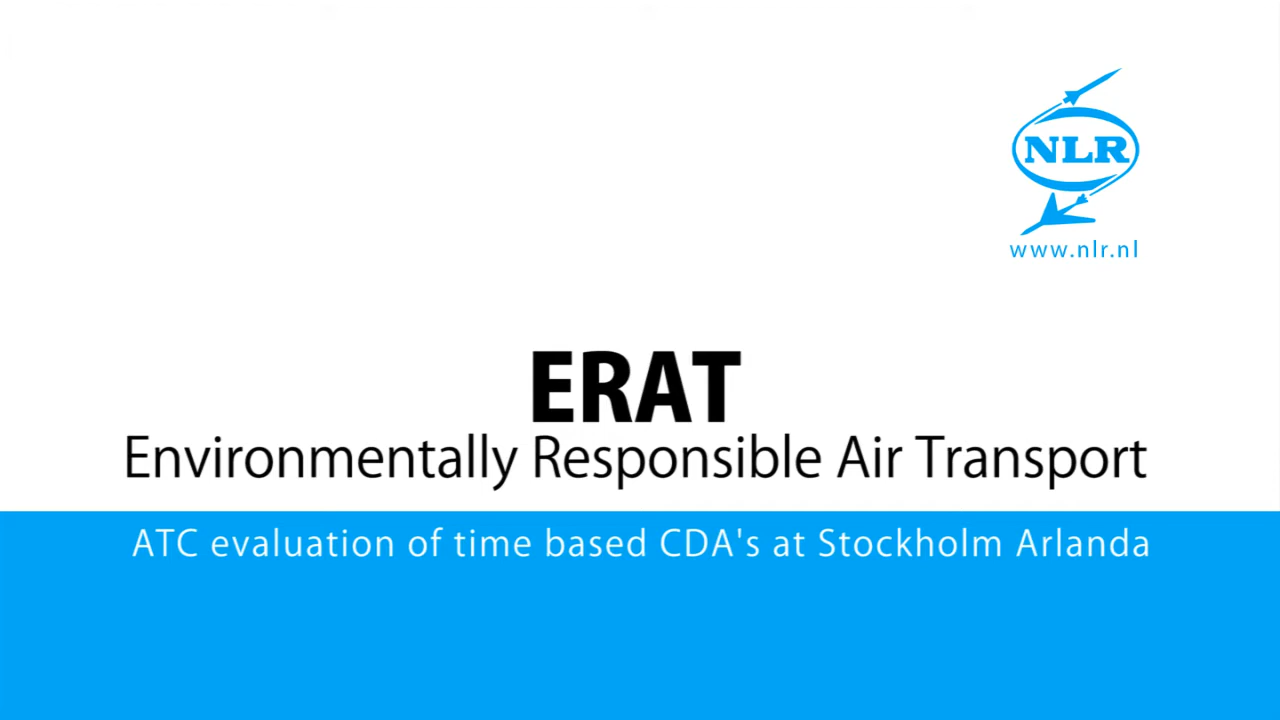 NLR
www.nlr.nl
ERAT
Environmentally Responsible Air Transport
ATC evaluation of time based CDA's at Stockholm Arlanda